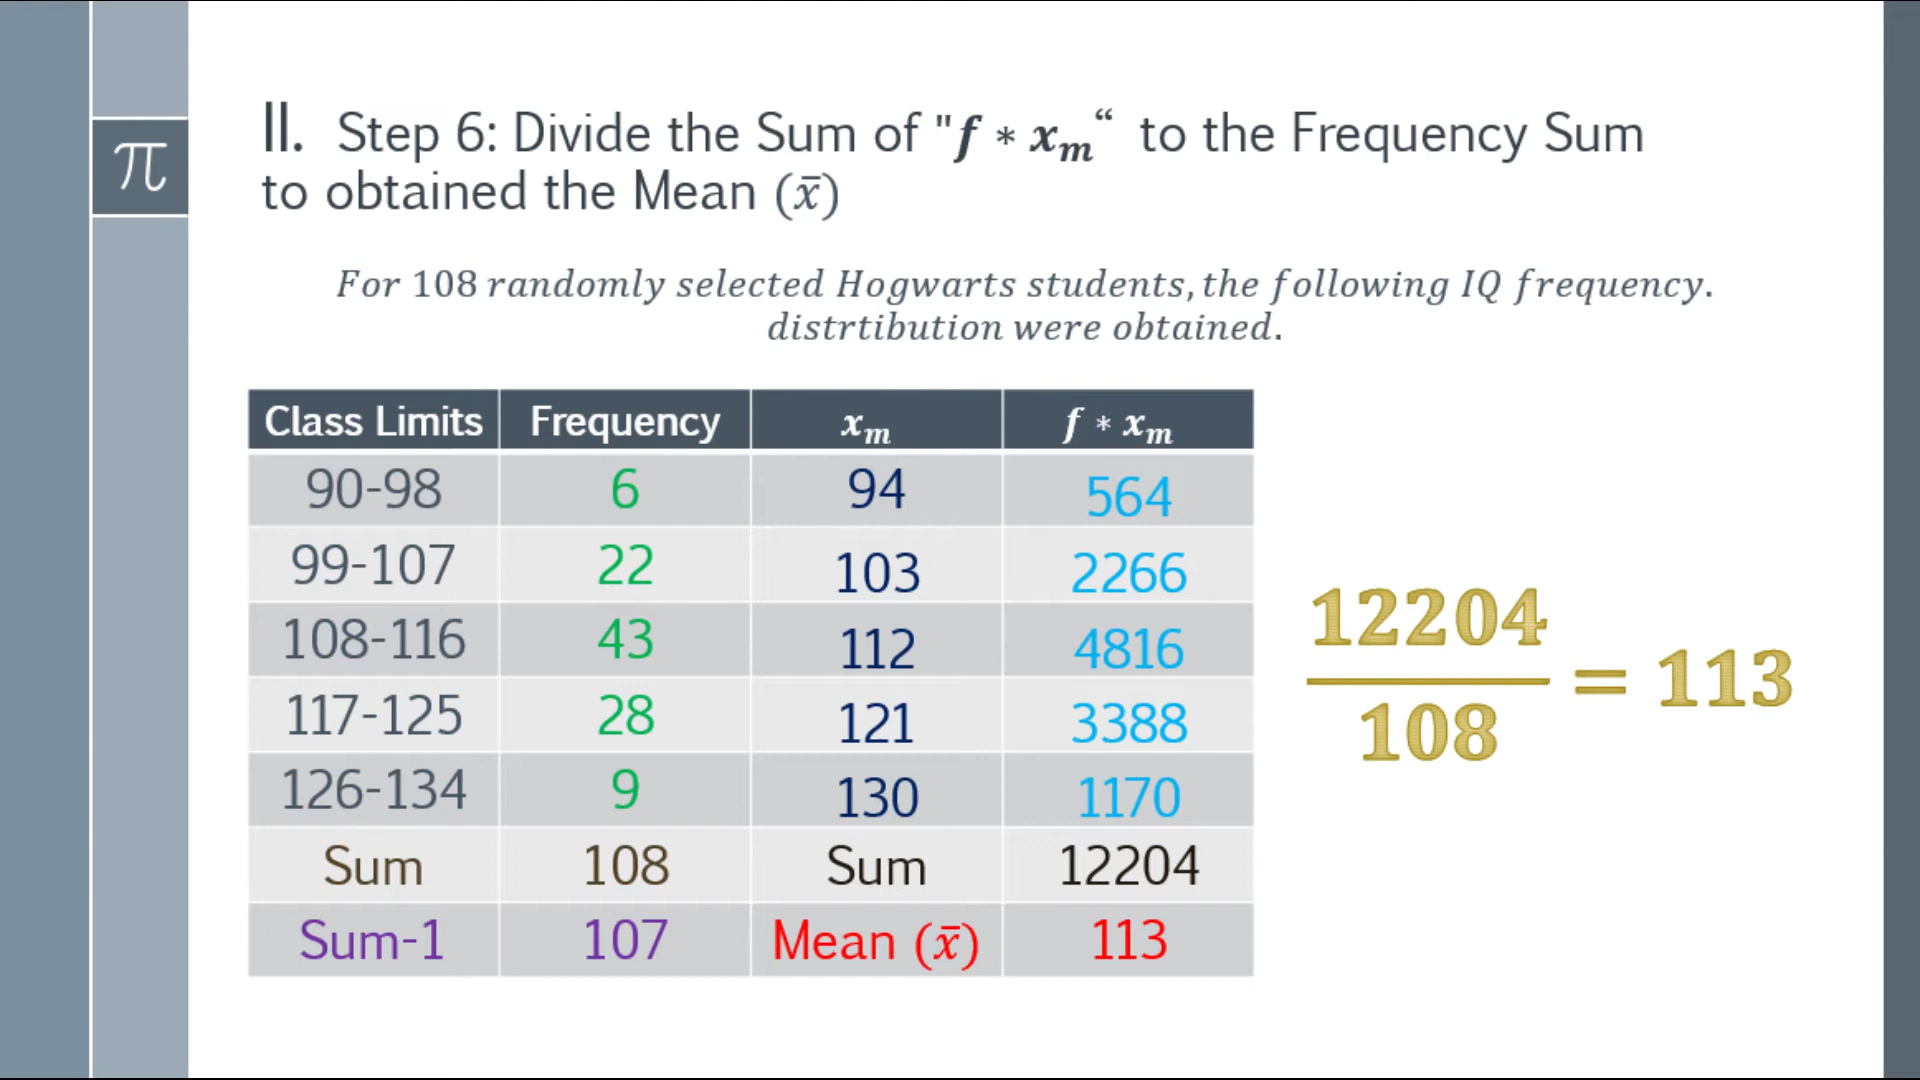 π
II. Step 6: Divide the Sum of "f * xₘ“ to the Frequency Sum
to obtained the Mean (x̄)
For 108 randomly selected Hogwarts students, the following IQ frequency.
distrtibution were obtained.
Class Limits Frequency xₘ f * xₘ
90-98 6 94 564
99-107 22 103 2266
108-116 43 112 4816
117-125 28 121 3388
126-134 9 130 1170
Sum 108 Sum 12204
Sum-1 107 Mean (x̄) 113
12204
108
= 113